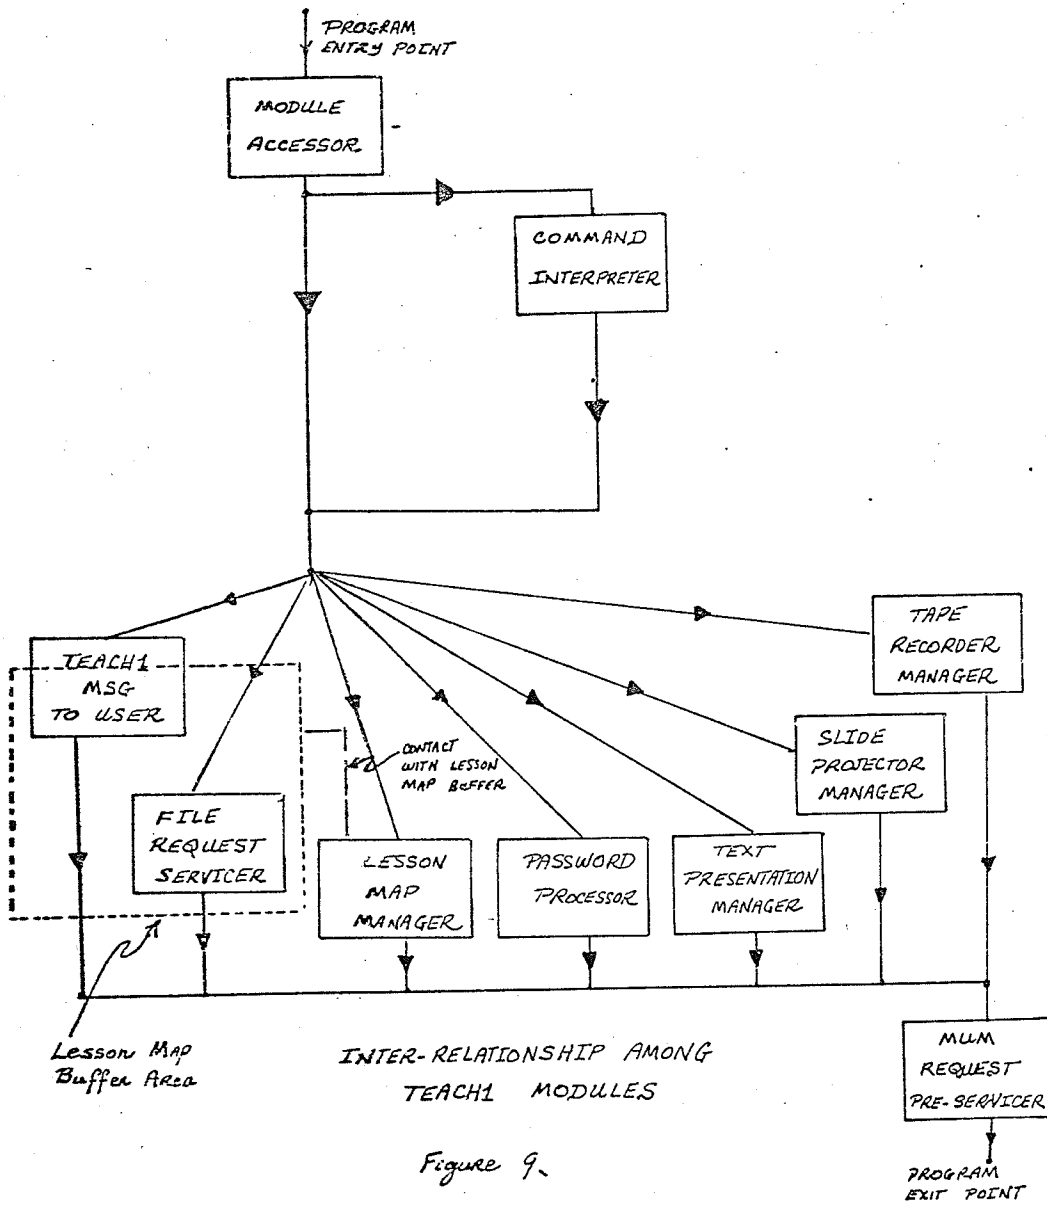 PROGRAM
ENTRY POINT
MODULE
ACCESSOR
COMMAND
INTERPRETER
TAPE
RECORDER
MANAGER
TEACH1
MSG
TO USER
SLIDE
PROJECTOR
MANAGER
CONTACT
WITH LESSON
MAP BUFFER
FILE
REQUEST
SERVICER
LESSON
MAP
MANAGER
PASSWORD
PROCESSOR
TEXT
PRESENTATION
MANAGER
Lesson MAP
Buffer AREA
INTER-RELATIONSHIP AMONG
TEACH1 MODULES
MUM
REQUEST
PRE-SERVICER
Figure 9.
PROGRAM
EXIT POINT